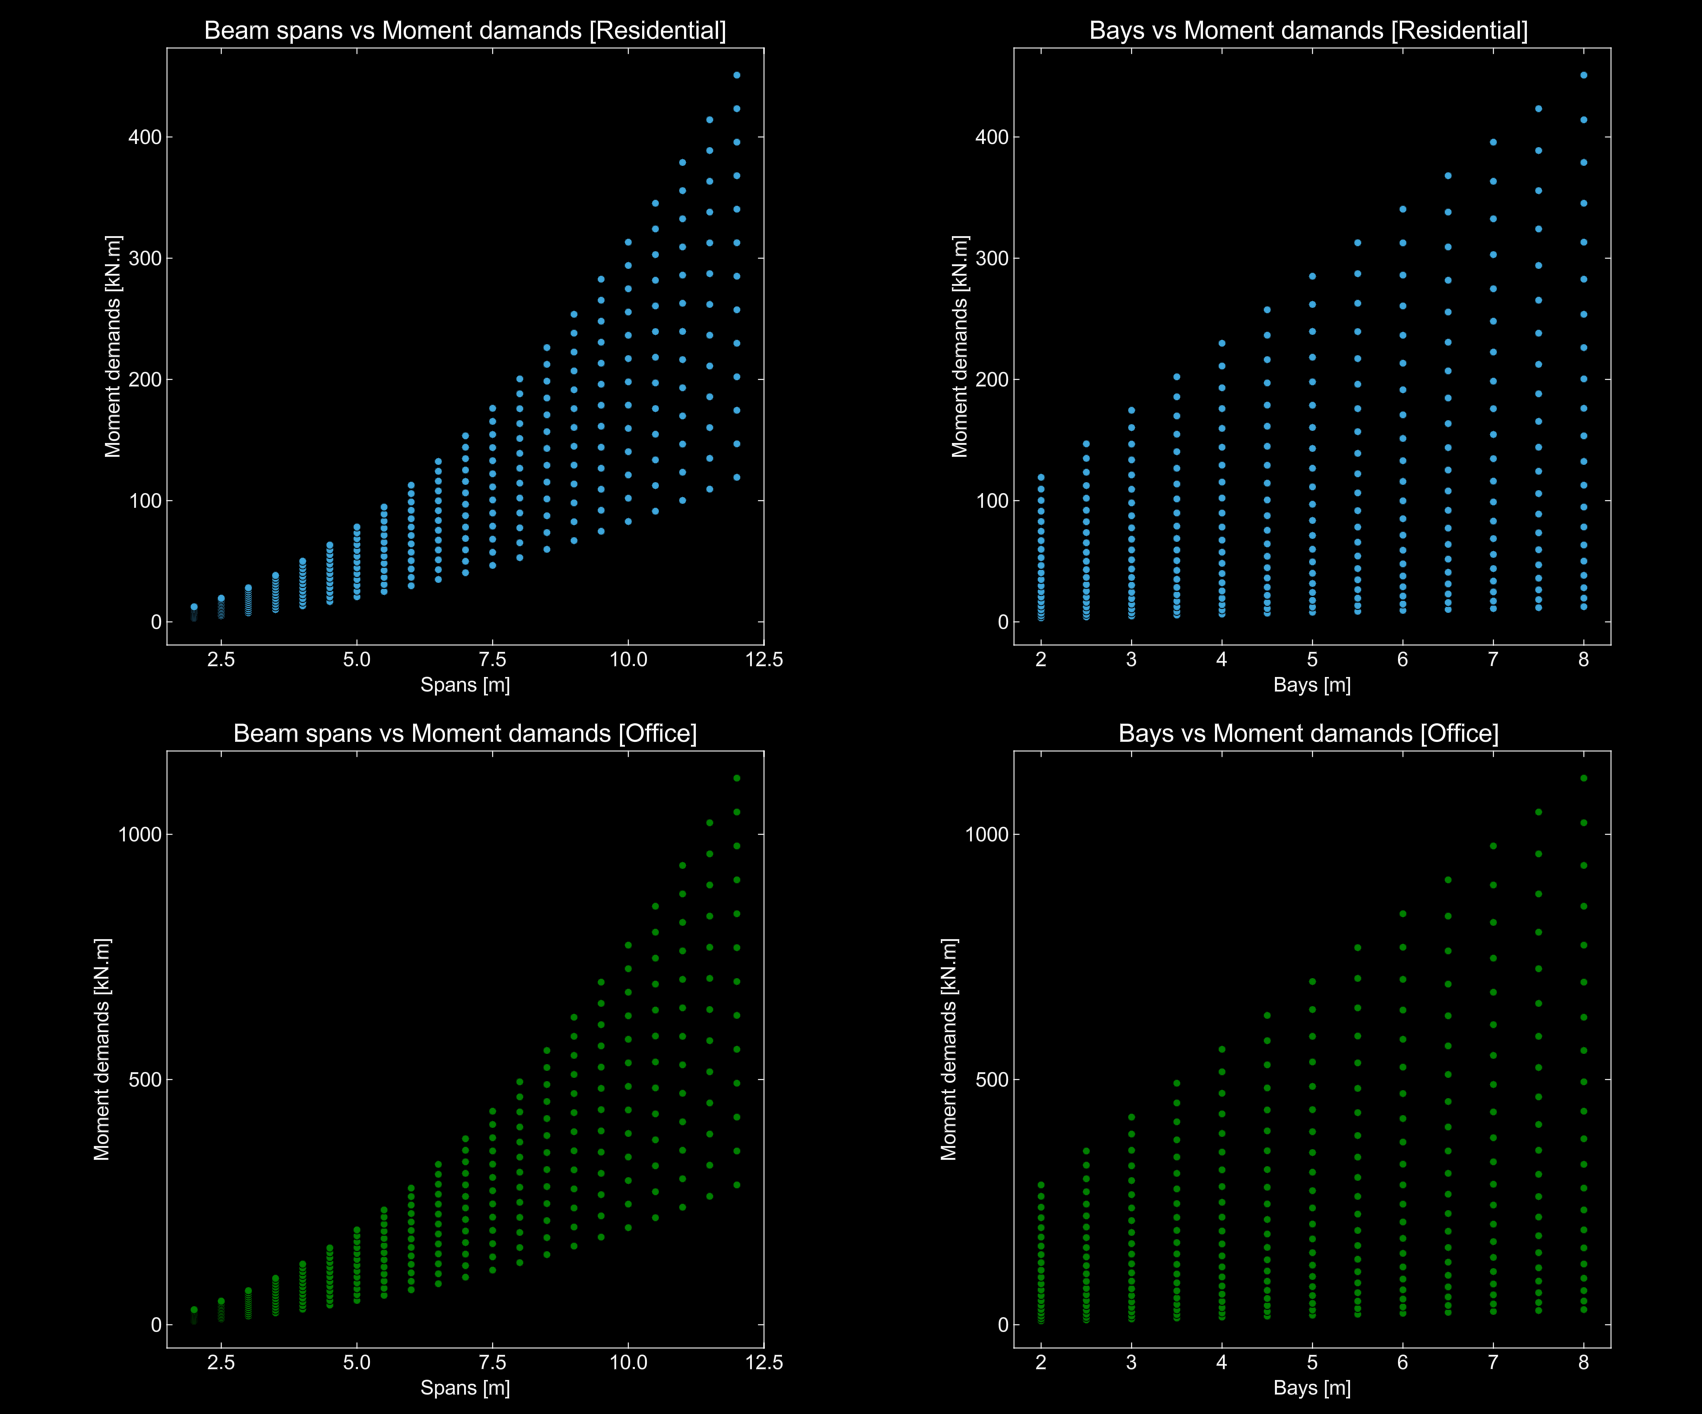 Beam spans vs Moment damands [Residential]
Moment demands [kN.m]
400
300
200
100
0
2.5 5.0 7.5 10.0 12.5
Spans [m]
Bays vs Moment damands [Residential]
Moment demands [kN.m]
400
300
200
100
0
2 3 4 5 6 7 8
Bays [m]
Beam spans vs Moment damands [Office]
Moment demands [kN.m]
1000
500
0
2.5 5.0 7.5 10.0 12.5
Spans [m]
Bays vs Moment damands [Office]
Moment demands [kN.m]
1000
500
0
2 3 4 5 6 7 8
Bays [m]